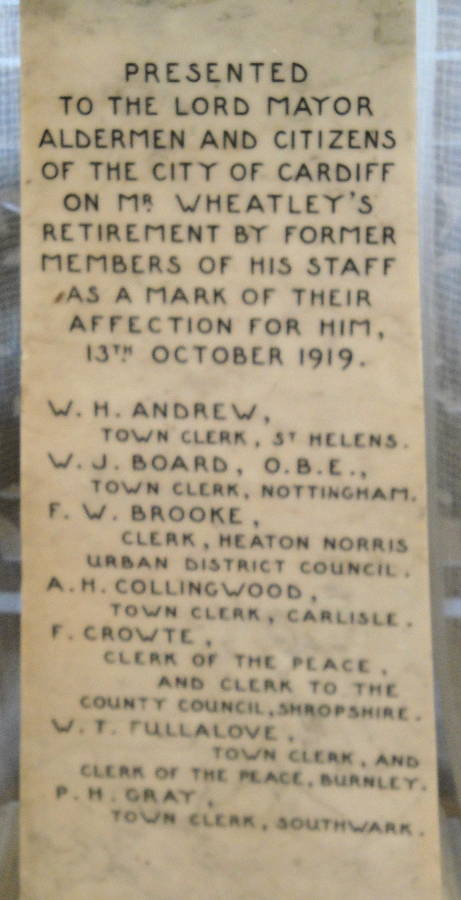 PRESENTED
TO THE LORD MAYOR
ALDERMEN AND CITIZENS
OF THE CITY OF CARDIFF
ON MR WHEATLEY'S
RETIREMENT BY FORMER
MEMBERS OF HIS STAFF
AS A MARK OF THEIR
AFFECTION FOR HIM,
13TH OCTOBER 1919.
W. H. ANDREW,
TOWN CLERK, ST HELENS.
W. J. BOARD, O.B.E.,
TOWN CLERK, NOTTINGHAM.
F. W. BROOKE,
CLERK, HEATON NORRIS
URBAN DISTRICT COUNCIL.
A. H. COLLINGWOOD,
TOWN CLERK, CARLISLE.
F. CROWTE,
CLERK OF THE PEACE,
AND CLERK TO THE
COUNTY COUNCIL, SHROPSHIRE.
W. T. FULLALOVE,
TOWN CLERK, AND
CLERK OF THE PEACE, BURNLEY.
P. H. GRAY,
TOWN CLERK, SOUTHWARK.